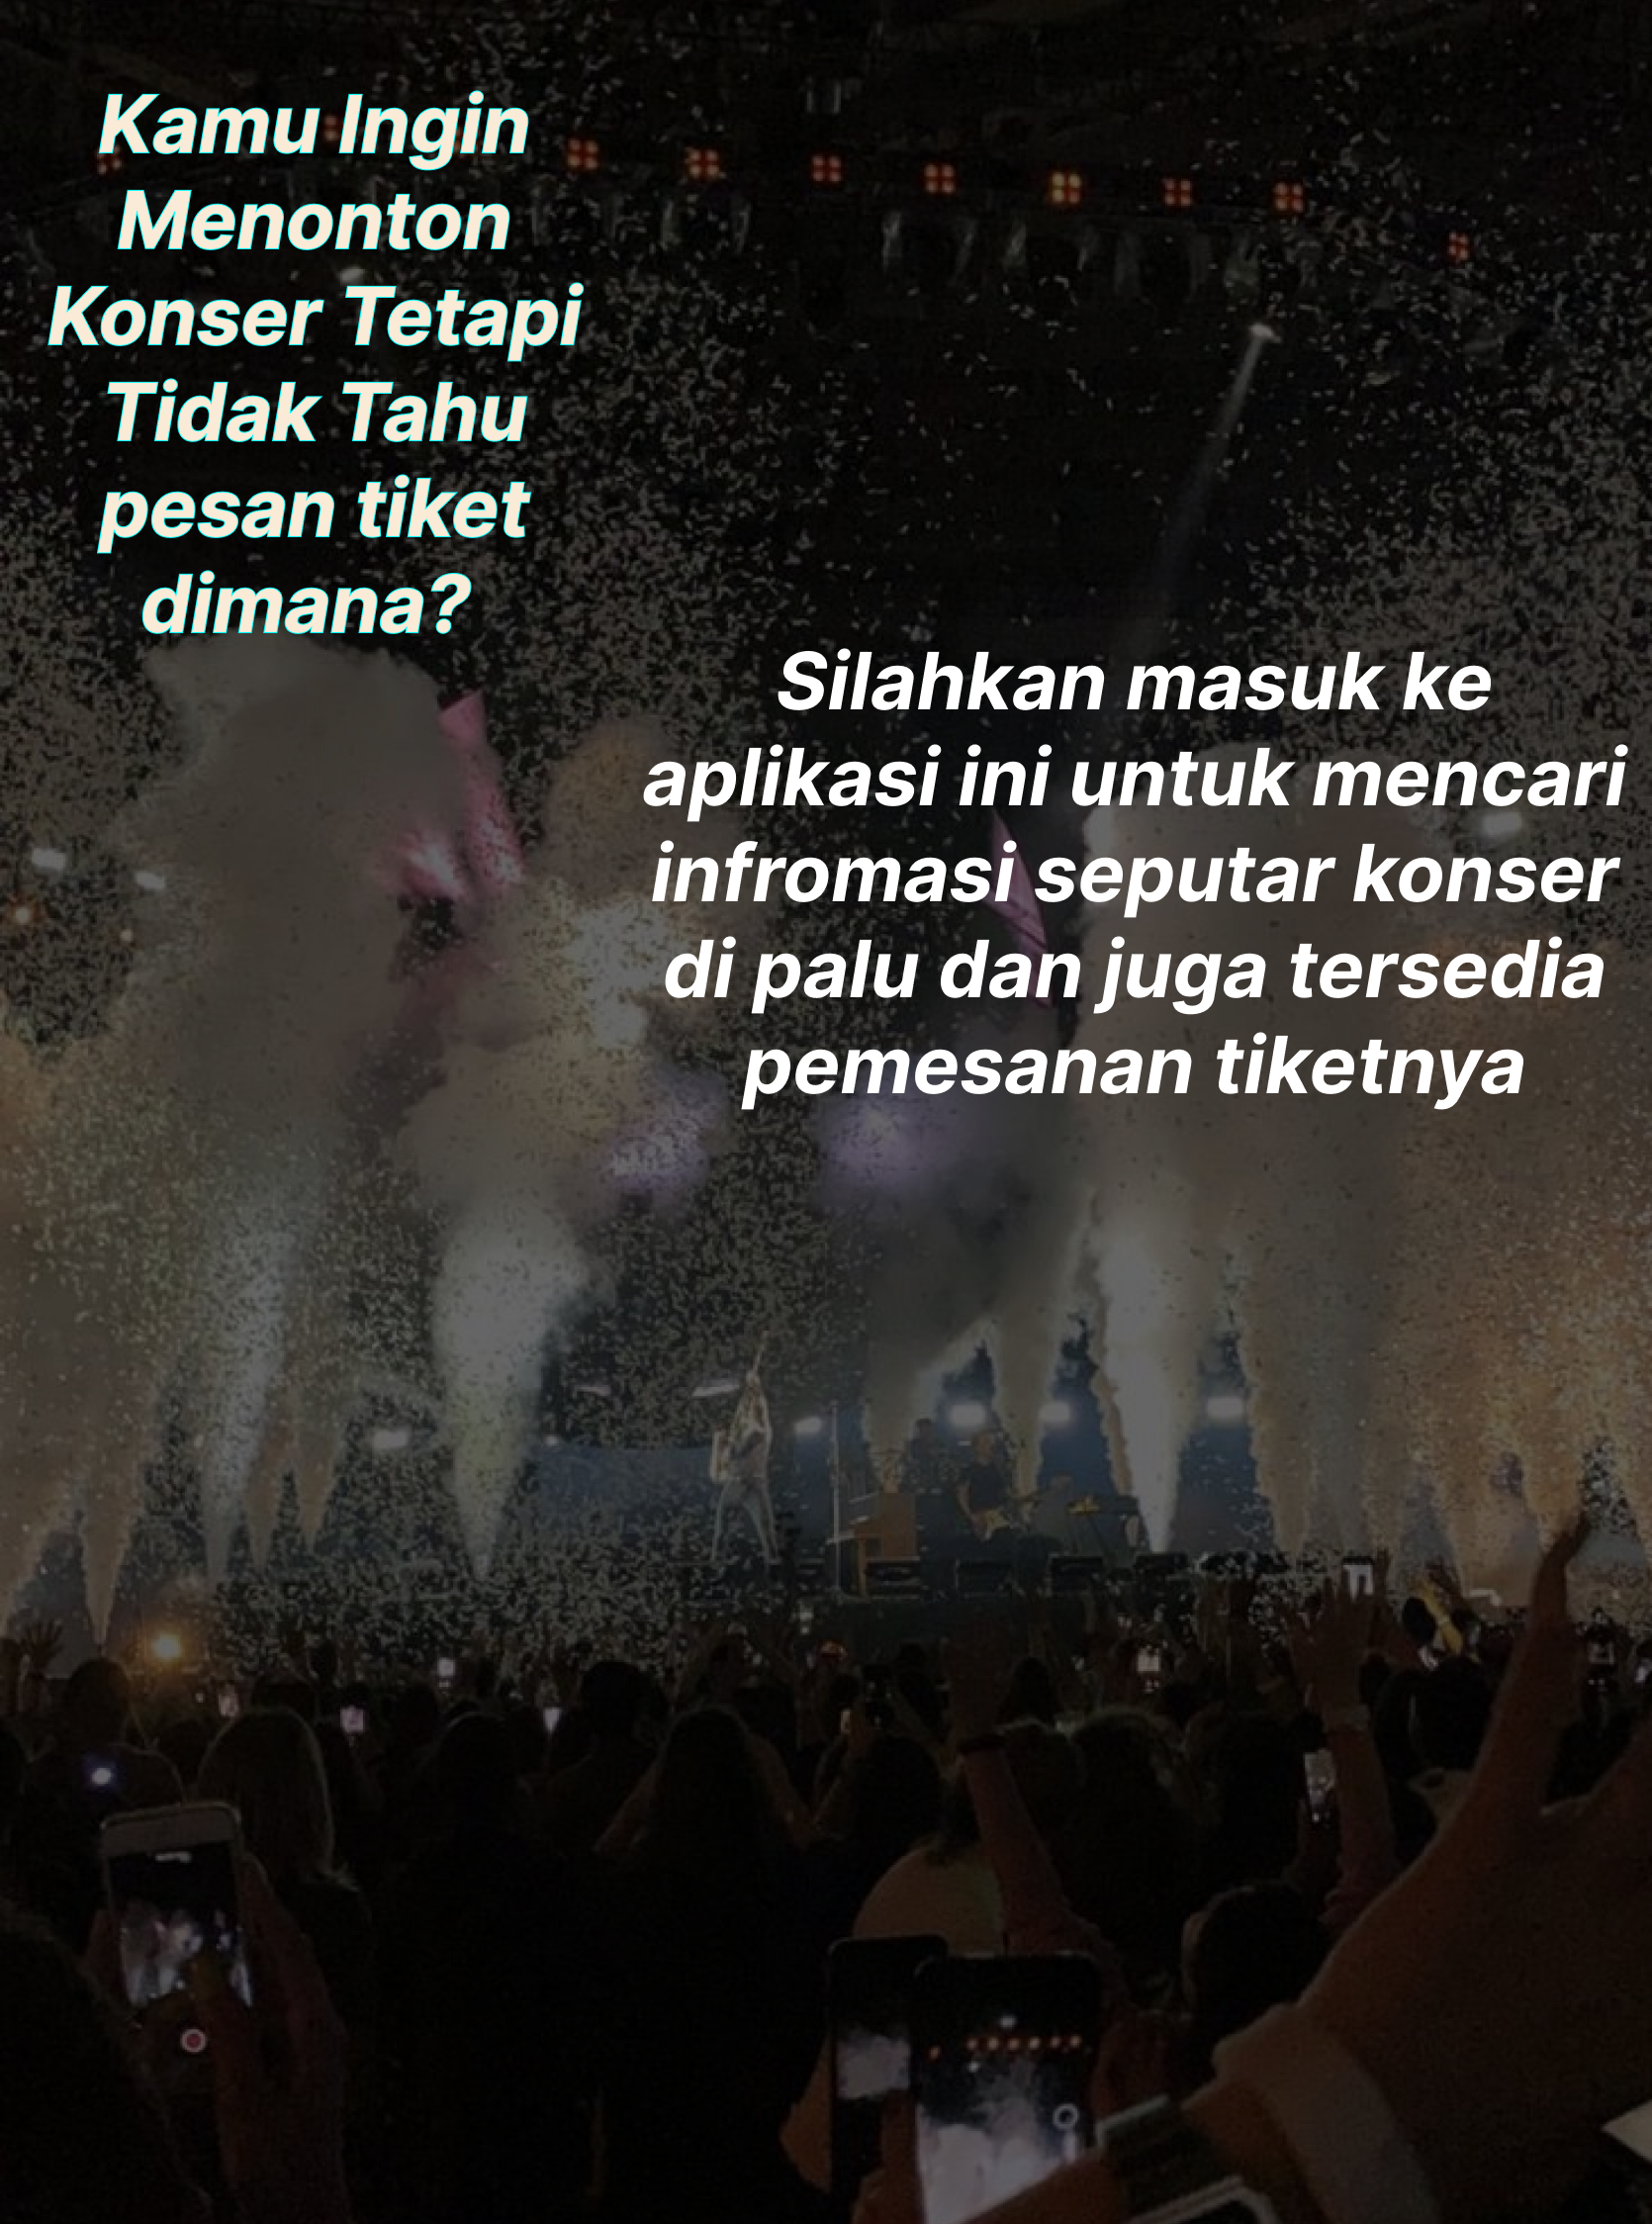 Kamu Ingin
Menonton
Konser Tetapi
Tidak Tahu
pesan tiket
dimana?
Silahkan masuk ke
aplikasi ini untuk mencari
infromasi seputar konser
di palu dan juga tersedia
pemesanan tiketnya